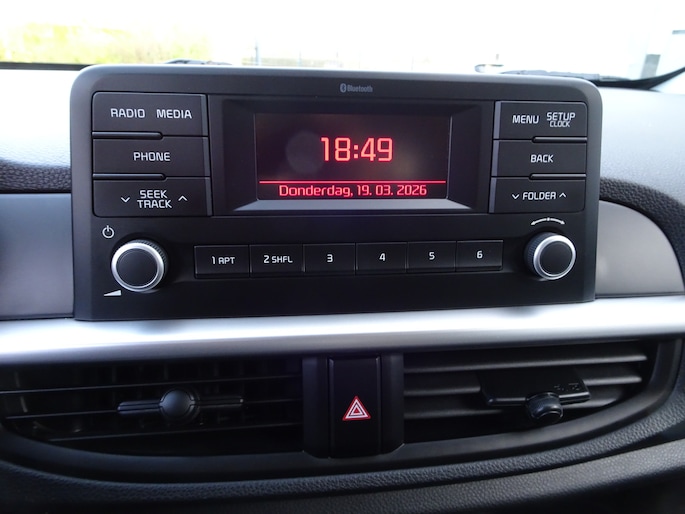 Bluetooth
RADIO MEDIA
MENU SETUP
CLOCK
18:49
PHONE
BACK
Donderdag, 19. 03. 2026
SEEK
TRACK
FOLDER
1 RPT 2 SHFL 3 4 5 6